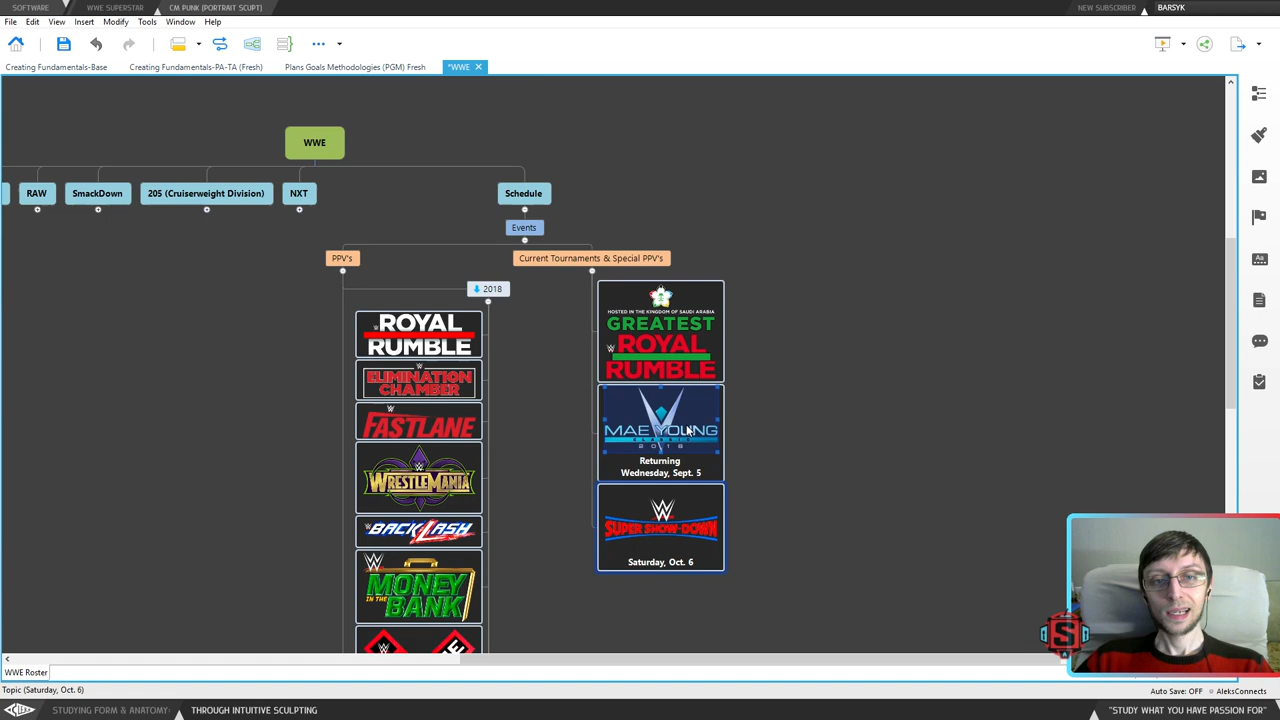 SOFTWARE
WWE SUPERSTAR
CM PUNK (PORTRAIT SCUPT)
NEW SUBSCRIBER
BARSYK
File Edit View Insert Modify Tools Window Help
Creating Fundamentals-Base
Creating Fundamentals-PA-TA (Fresh)
Plans Goals Methodologies (PGM) Fresh
*WWE
WWE
RAW
SmackDown
205 (Cruiserweight Division)
NXT
Schedule
Events
PPV's
Current Tournaments & Special PPV's
2018
ROYAL
RUMBLE
ELIMINATION
CHAMBER
FASTLANE
WRESTLEMANIA
BACKLASH
MONEY
IN THE
BANK
HOSTED IN THE KINGDOM OF SAUDI ARABIA
GREATEST
ROYAL
RUMBLE
MAE YOUNG
CLASSIC
2018
Returning
Wednesday, Sept. 5
SUPER SHOW-DOWN
Saturday, Oct. 6
WWE Roster
Topic (Saturday, Oct. 6)
Auto Save: OFF
AleksConnects
STUDYING FORM & ANATOMY
THROUGH INTUITIVE SCULPTING
"STUDY WHAT YOU HAVE PASSION FOR"